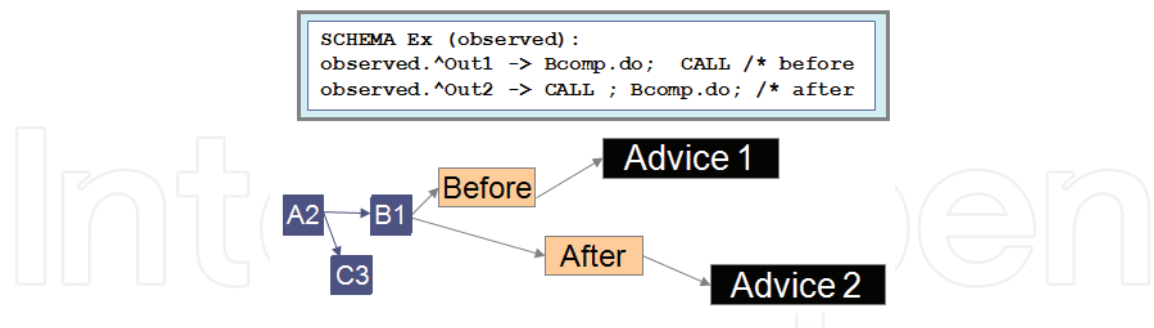 SCHEMA Ex (observed):
observed.^Out1 -> Bcomp.do;  CALL /* before
observed.^Out2 -> CALL ; Bcomp.do; /* after
Advice 1
Before
A2
B1
After
C3
Advice 2